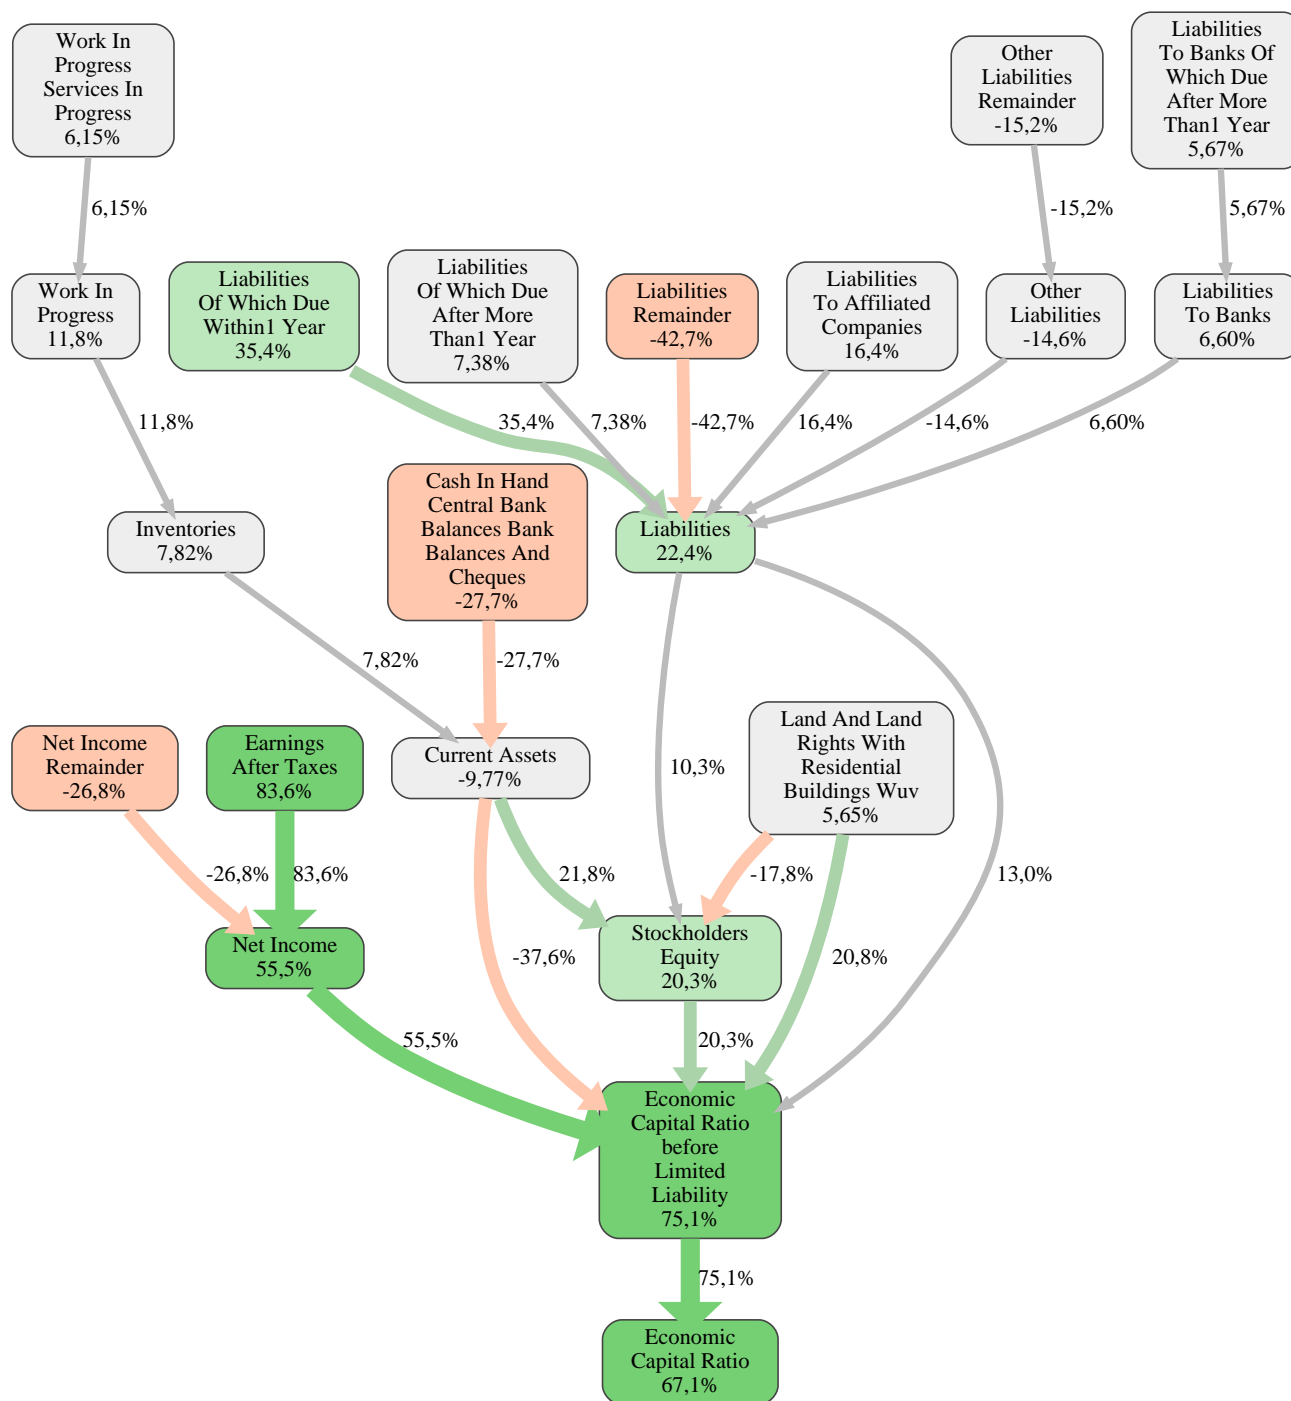 Work In
Progress
Services In
Progress
6,15%
Other
Liabilities
Remainder
-15,2%
Liabilities
To Banks Of
Which Due
After More
Than1 Year
5,67%
6,15%
-15,2%
5,67%
Work In
Progress
11,8%
Liabilities
Of Which Due
Within1 Year
35,4%
Liabilities
Of Which Due
After More
Than1 Year
7,38%
Liabilities
Remainder
-42,7%
Liabilities
To Affiliated
Companies
16,4%
Other
Liabilities
-14,6%
Liabilities
To Banks
6,60%
11,8%
35,4%
7,38%
-42,7%
16,4%
-14,6%
6,60%
Inventories
7,82%
Cash In Hand
Central Bank
Balances Bank
Balances And
Cheques
-27,7%
Liabilities
22,4%
7,82%
-27,7%
Net Income
Remainder
-26,8%
Earnings
After Taxes
83,6%
Current Assets
-9,77%
10,3%
Land And Land
Rights With
Residential
Buildings Wuv
5,65%
-26,8%
83,6%
21,8%
-17,8%
13,0%
Net Income
55,5%
-37,6%
Stockholders
Equity
20,3%
20,8%
55,5%
20,3%
Economic
Capital Ratio
before
Limited
Liability
75,1%
75,1%
Economic
Capital Ratio
67,1%